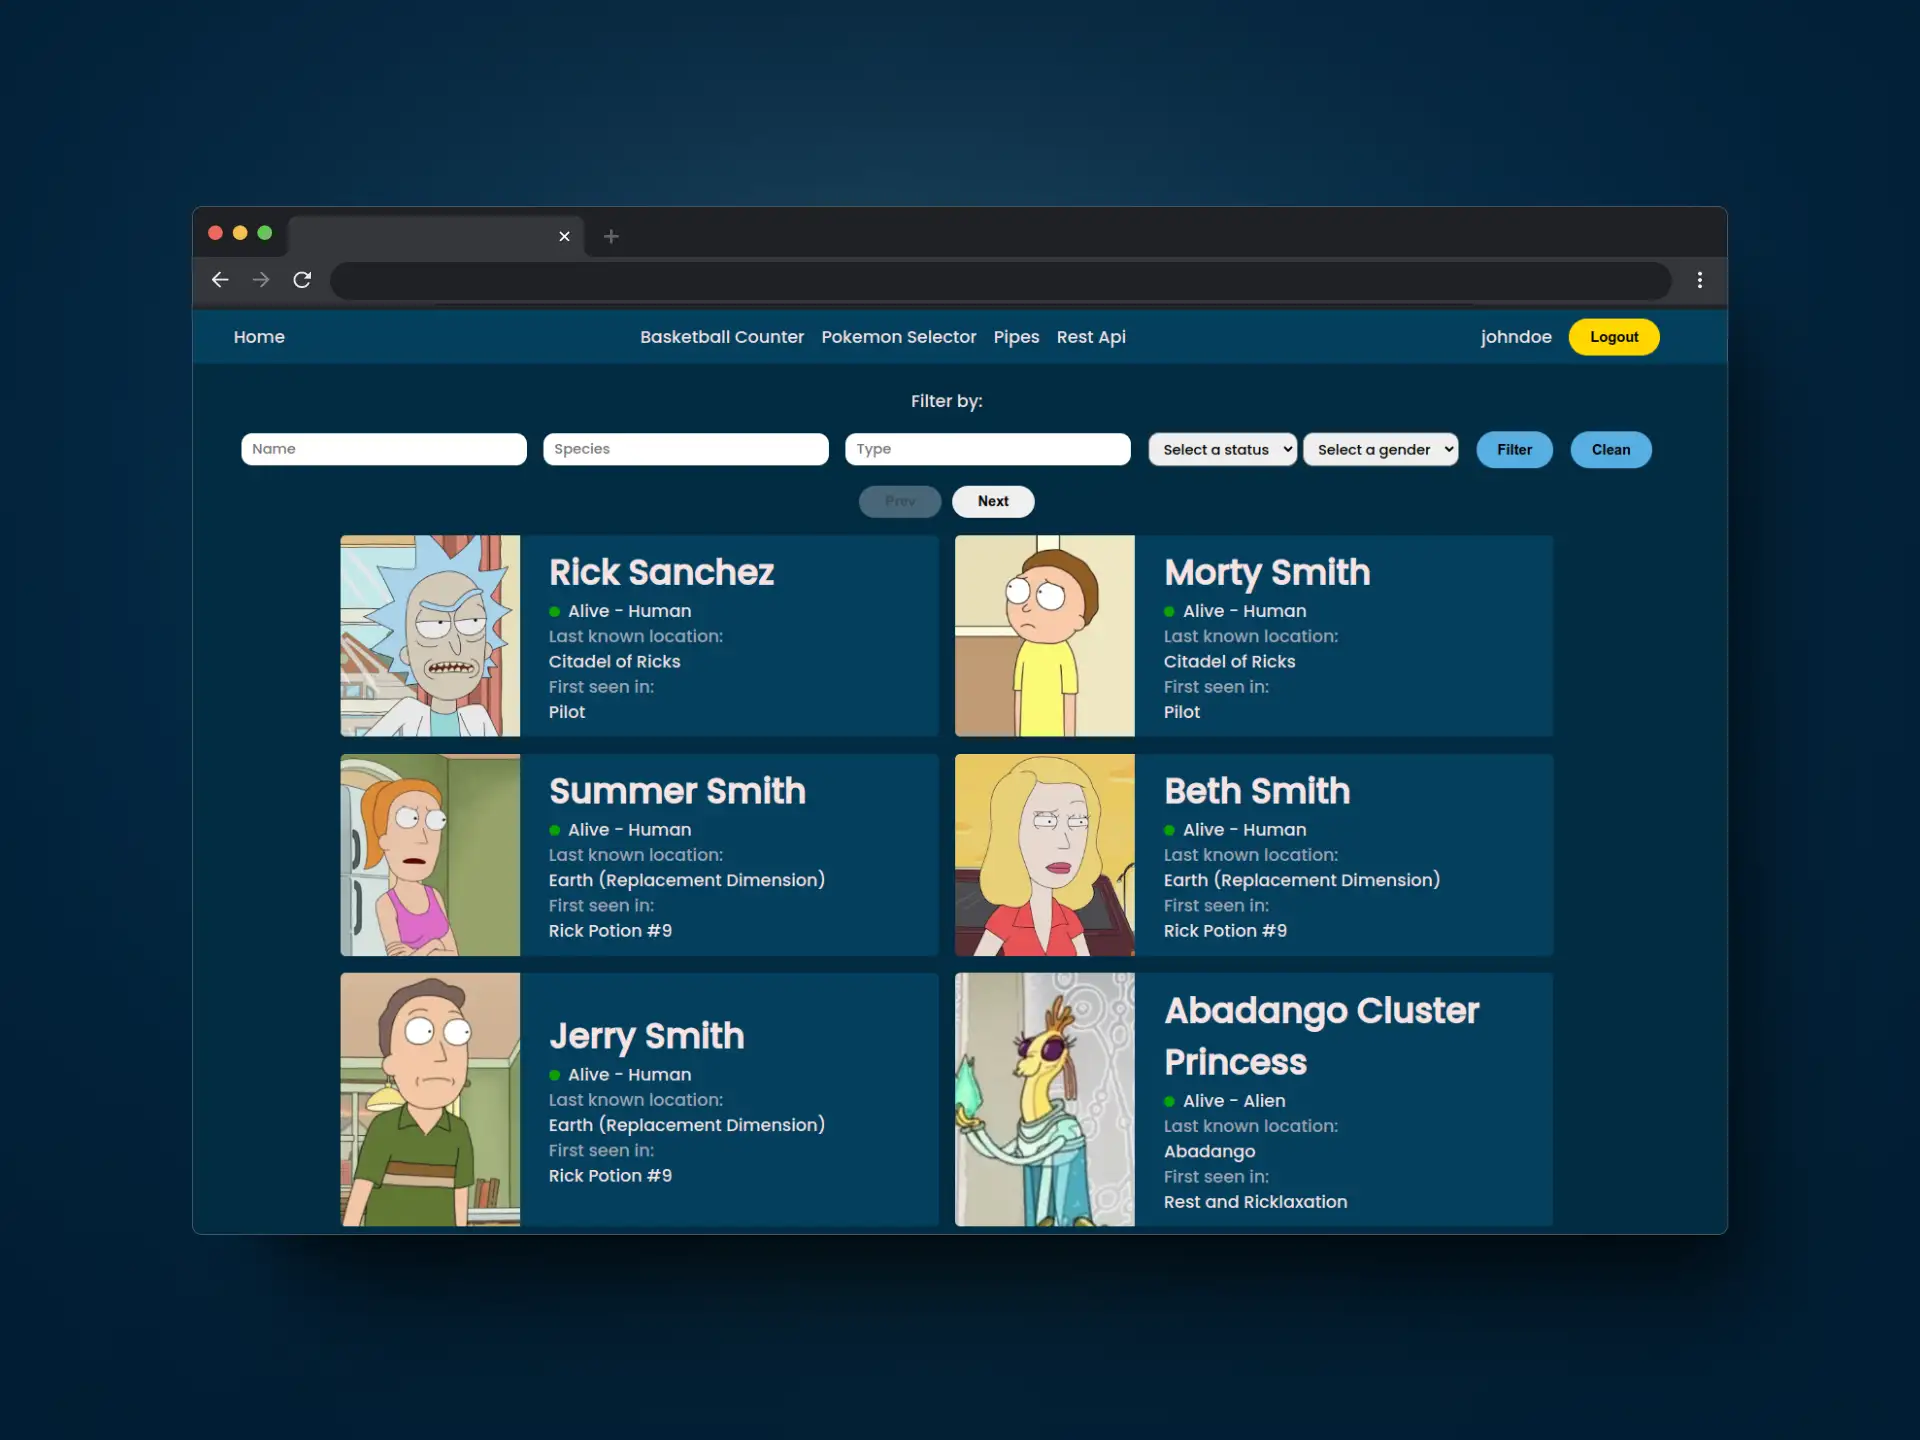 Home Basketball Counter Pokemon Selector Pipes Rest Api johndoe Logout
Filter by:
Name Species Type Select a status Select a gender Filter Clean
Prev Next
Rick Sanchez
Alive - Human
Last known location:
Citadel of Ricks
First seen in:
Pilot
Morty Smith
Alive - Human
Last known location:
Citadel of Ricks
First seen in:
Pilot
Summer Smith
Alive - Human
Last known location:
Earth (Replacement Dimension)
First seen in:
Rick Potion #9
Beth Smith
Alive - Human
Last known location:
Earth (Replacement Dimension)
First seen in:
Rick Potion #9
Jerry Smith
Alive - Human
Last known location:
Earth (Replacement Dimension)
First seen in:
Rick Potion #9
Abadango Cluster
Princess
Alive - Alien
Last known location:
Abadango
First seen in:
Rest and Ricklaxation